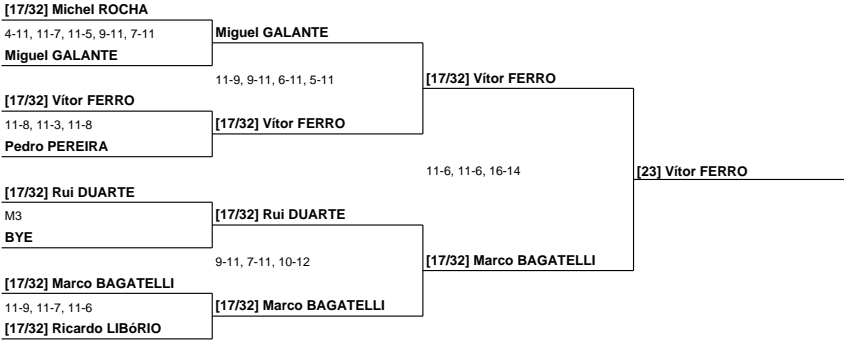 [17/32] Michel ROCHA
4-11, 11-7, 11-5, 9-11, 7-11
Miguel GALANTE
Miguel GALANTE
11-9, 9-11, 6-11, 5-11
[17/32] Vítor FERRO
[17/32] Vítor FERRO
11-8, 11-3, 11-8
[17/32] Vítor FERRO
Pedro PEREIRA
11-6, 11-6, 16-14
[23] Vítor FERRO
[17/32] Rui DUARTE
M3
[17/32] Rui DUARTE
BYE
9-11, 7-11, 10-12
[17/32] Marco BAGATELLI
[17/32] Marco BAGATELLI
11-9, 11-7, 11-6
[17/32] Marco BAGATELLI
[17/32] Ricardo LIBóRIO